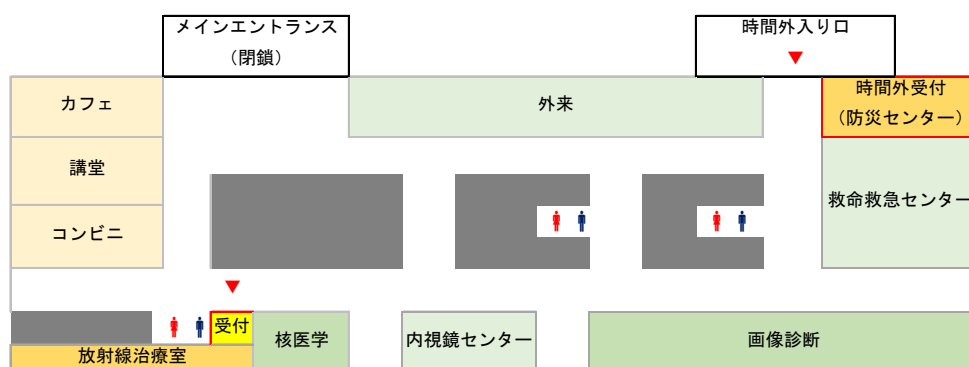 メインエントランス
（閉鎖）
時間外入り口
カフェ
外来
時間外受付
（防災センター）
講堂
救命救急センター
コンビニ
受付
核医学
内視鏡センター
画像診断
放射線治療室